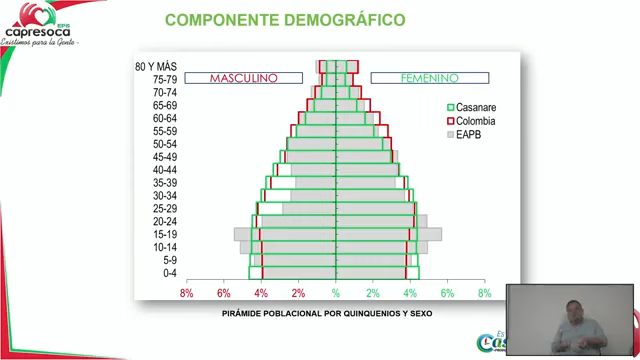 EPS
capresoca
Existimos para la Gente
COMPONENTE DEMOGRÁFICO
80 Y MÁS
75-79
70-74
65-69
60-64
55-59
50-54
45-49
40-44
35-39
30-34
25-29
20-24
15-19
10-14
5-9
0-4
MASCULINO
FEMENINO
Casanare
Colombia
EAPB
8% 6% 4% 2% % 2% 4% 6% 8%
PIRÁMIDE POBLACIONAL POR QUINQUENIOS Y SEXO
Es